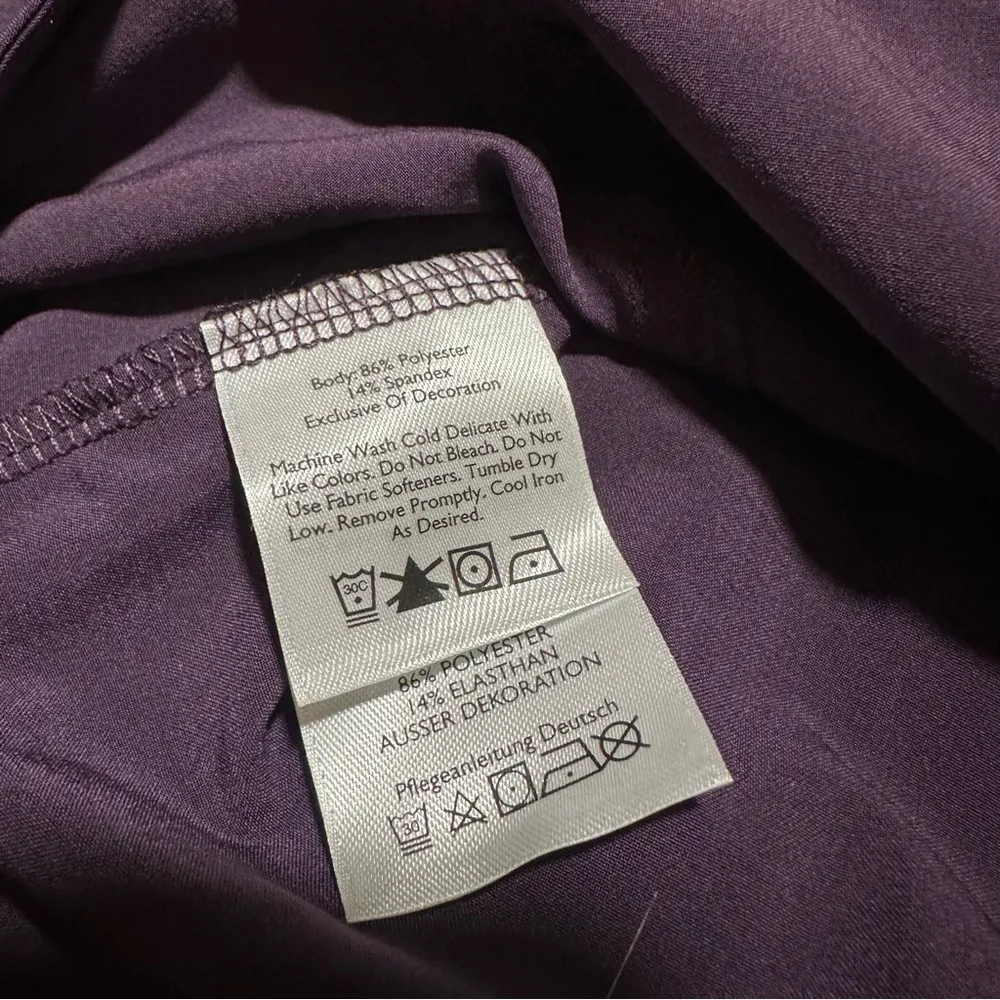 Body: 86% Polyester
14% Spandex
Exclusive Of Decoration
Machine Wash Cold Delicate With
Like Colors. Do Not Bleach. Do Not
Use Fabric Softeners. Tumble Dry
Low. Remove Promptly. Cool Iron
As Desired.
30C
86% POLYESTER
14% ELASTHAN
AUSSER DEKORATION
Pflegeanleitung Deutsch
30